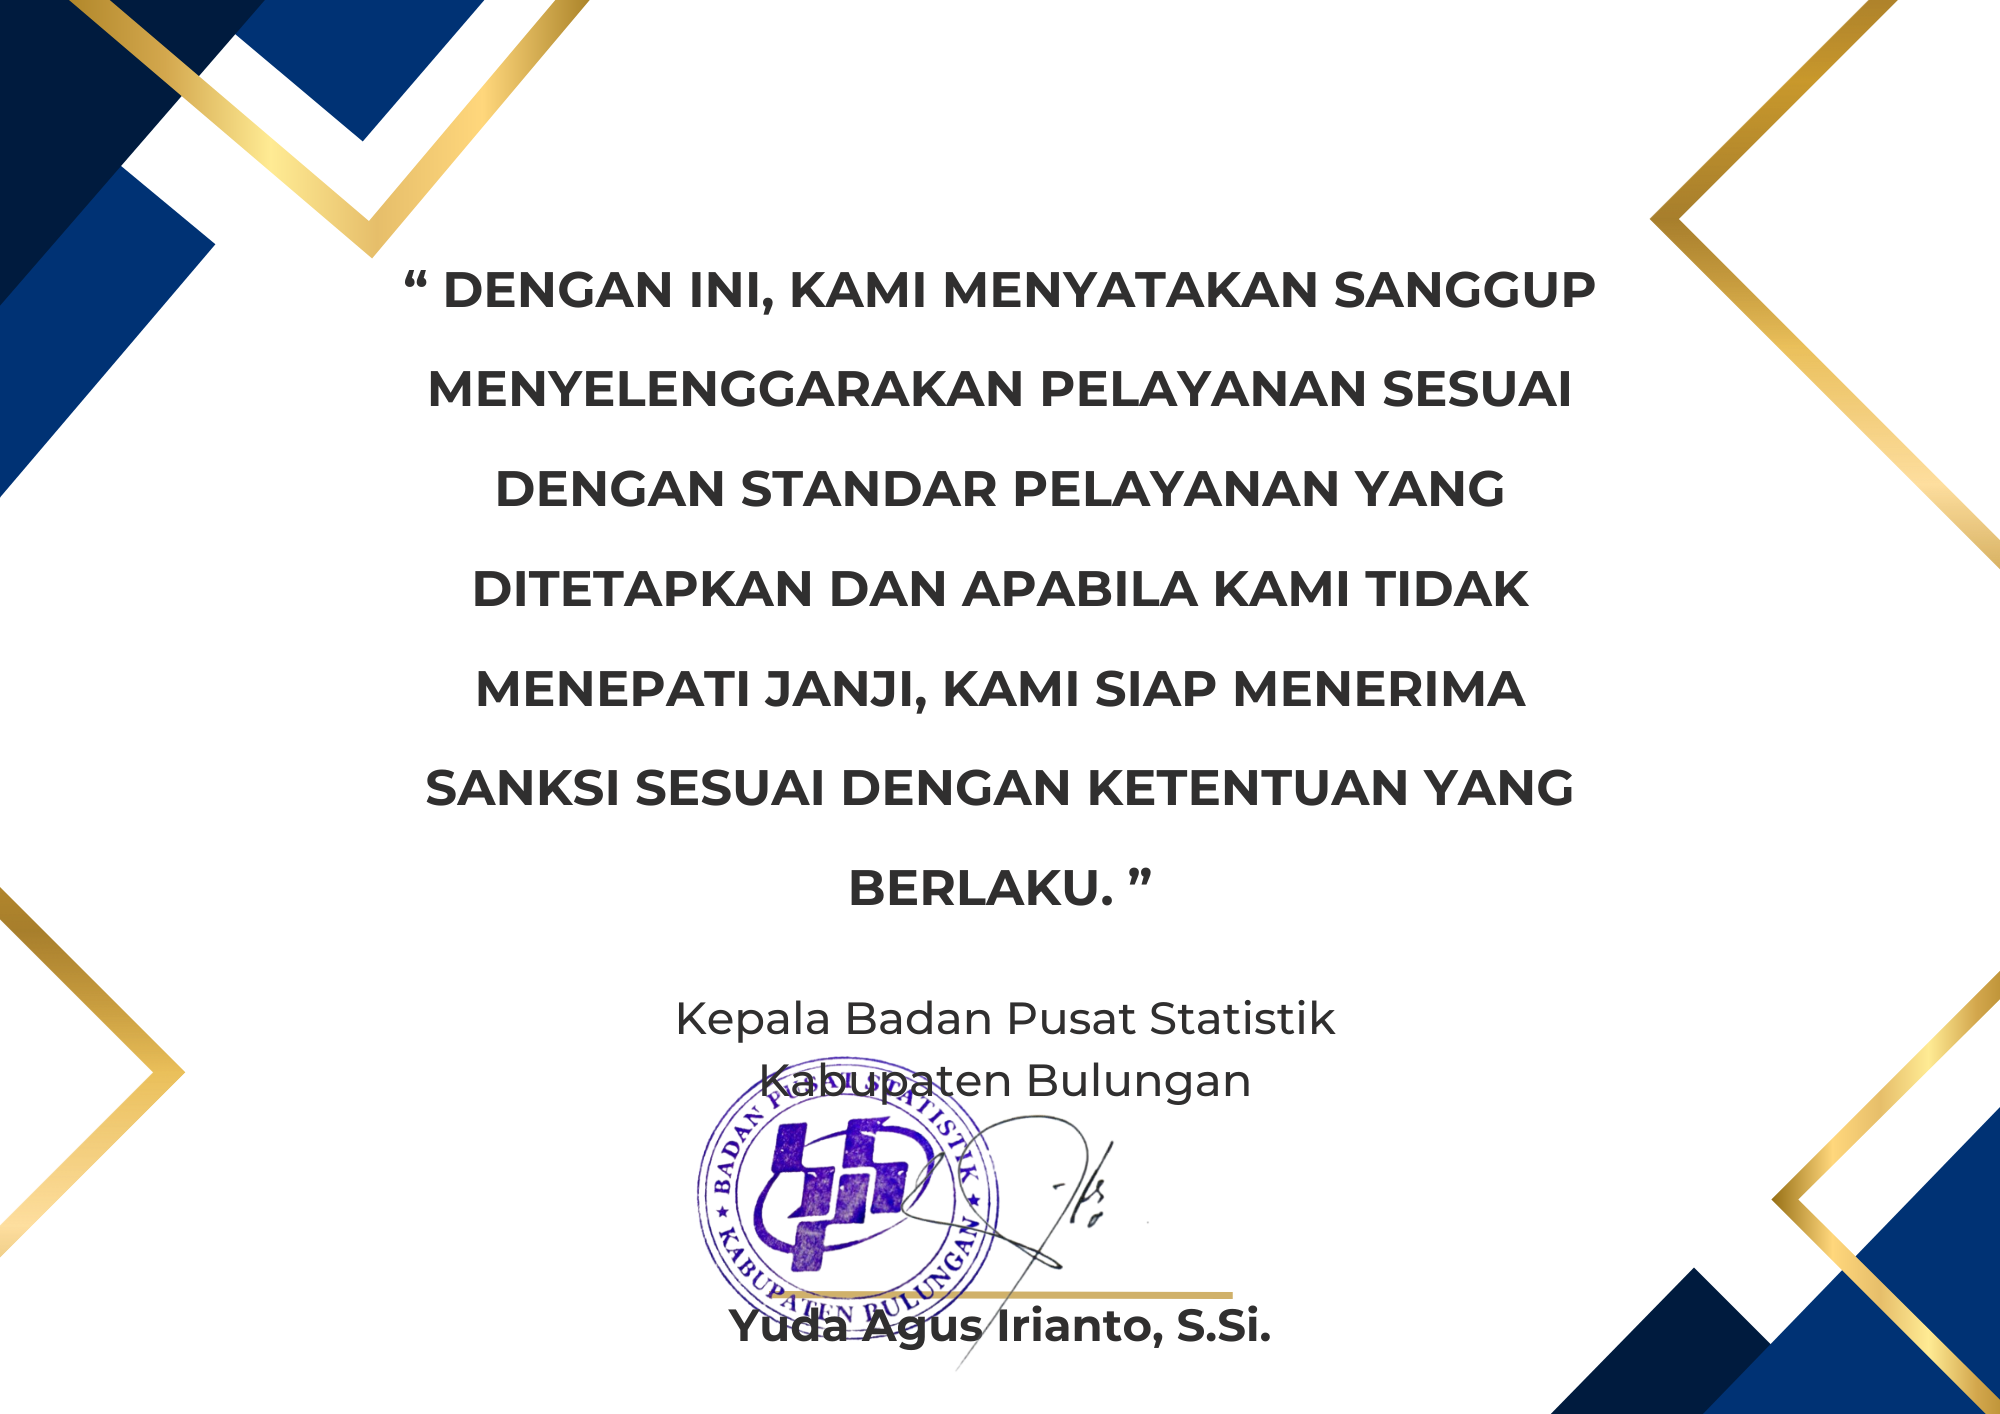 “ DENGAN INI, KAMI MENYATAKAN SANGGUP
MENYELENGGARAKAN PELAYANAN SESUAI
DENGAN STANDAR PELAYANAN YANG
DITETAPKAN DAN APABILA KAMI TIDAK
MENEPATI JANJI, KAMI SIAP MENERIMA
SANKSI SESUAI DENGAN KETENTUAN YANG
BERLAKU. ”
Kepala Badan Pusat Statistik
Kabupaten Bulungan
BADAN PUSAT STATISTIK
KABUPATEN BULUNGAN
Yuda Agus Irianto, S.Si.